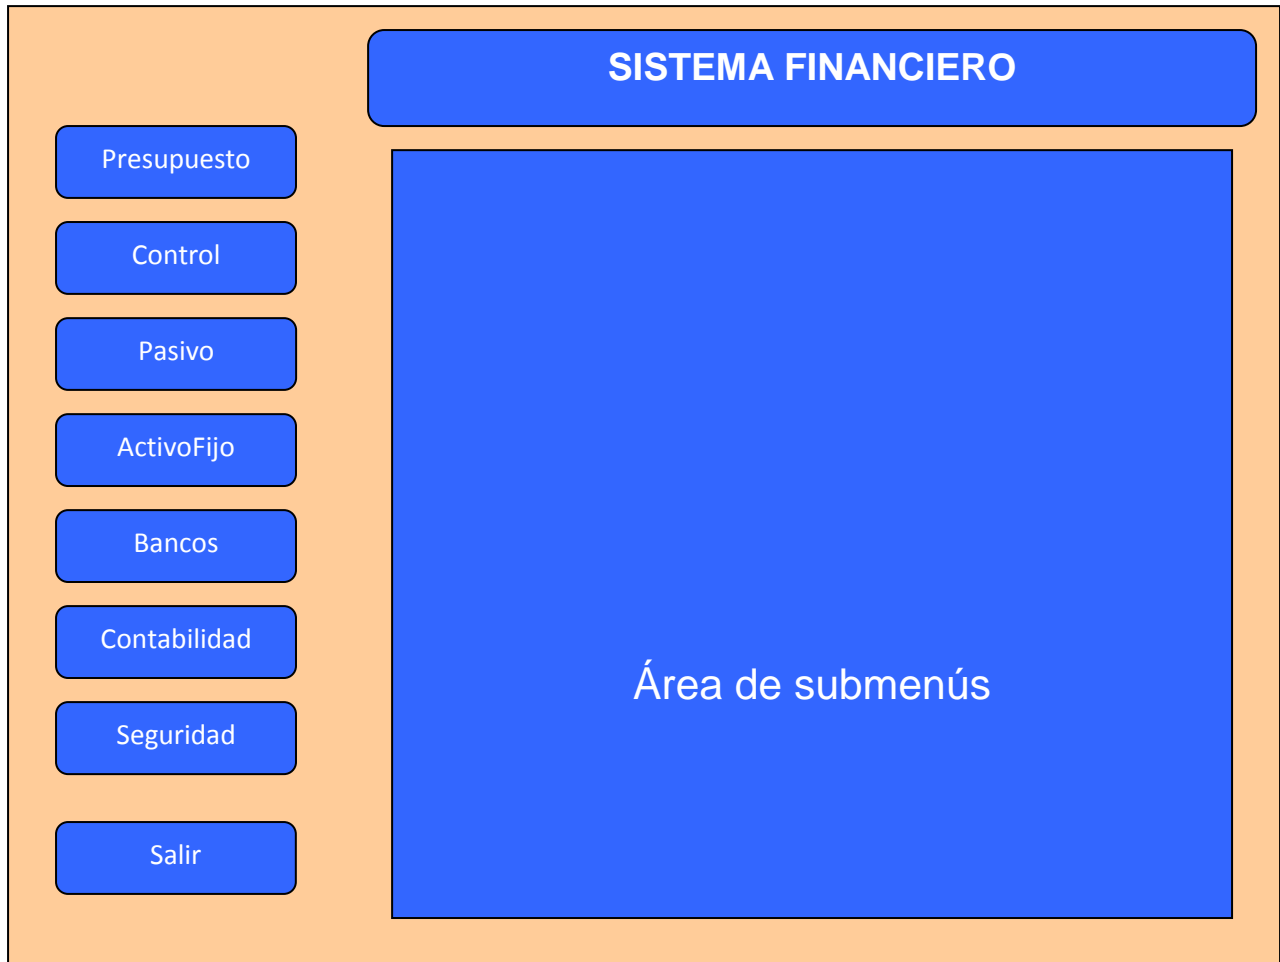 SISTEMA FINANCIERO
Presupuesto
Control
Pasivo
ActivoFijo
Bancos
Contabilidad
Seguridad
Salir
Área de submenús